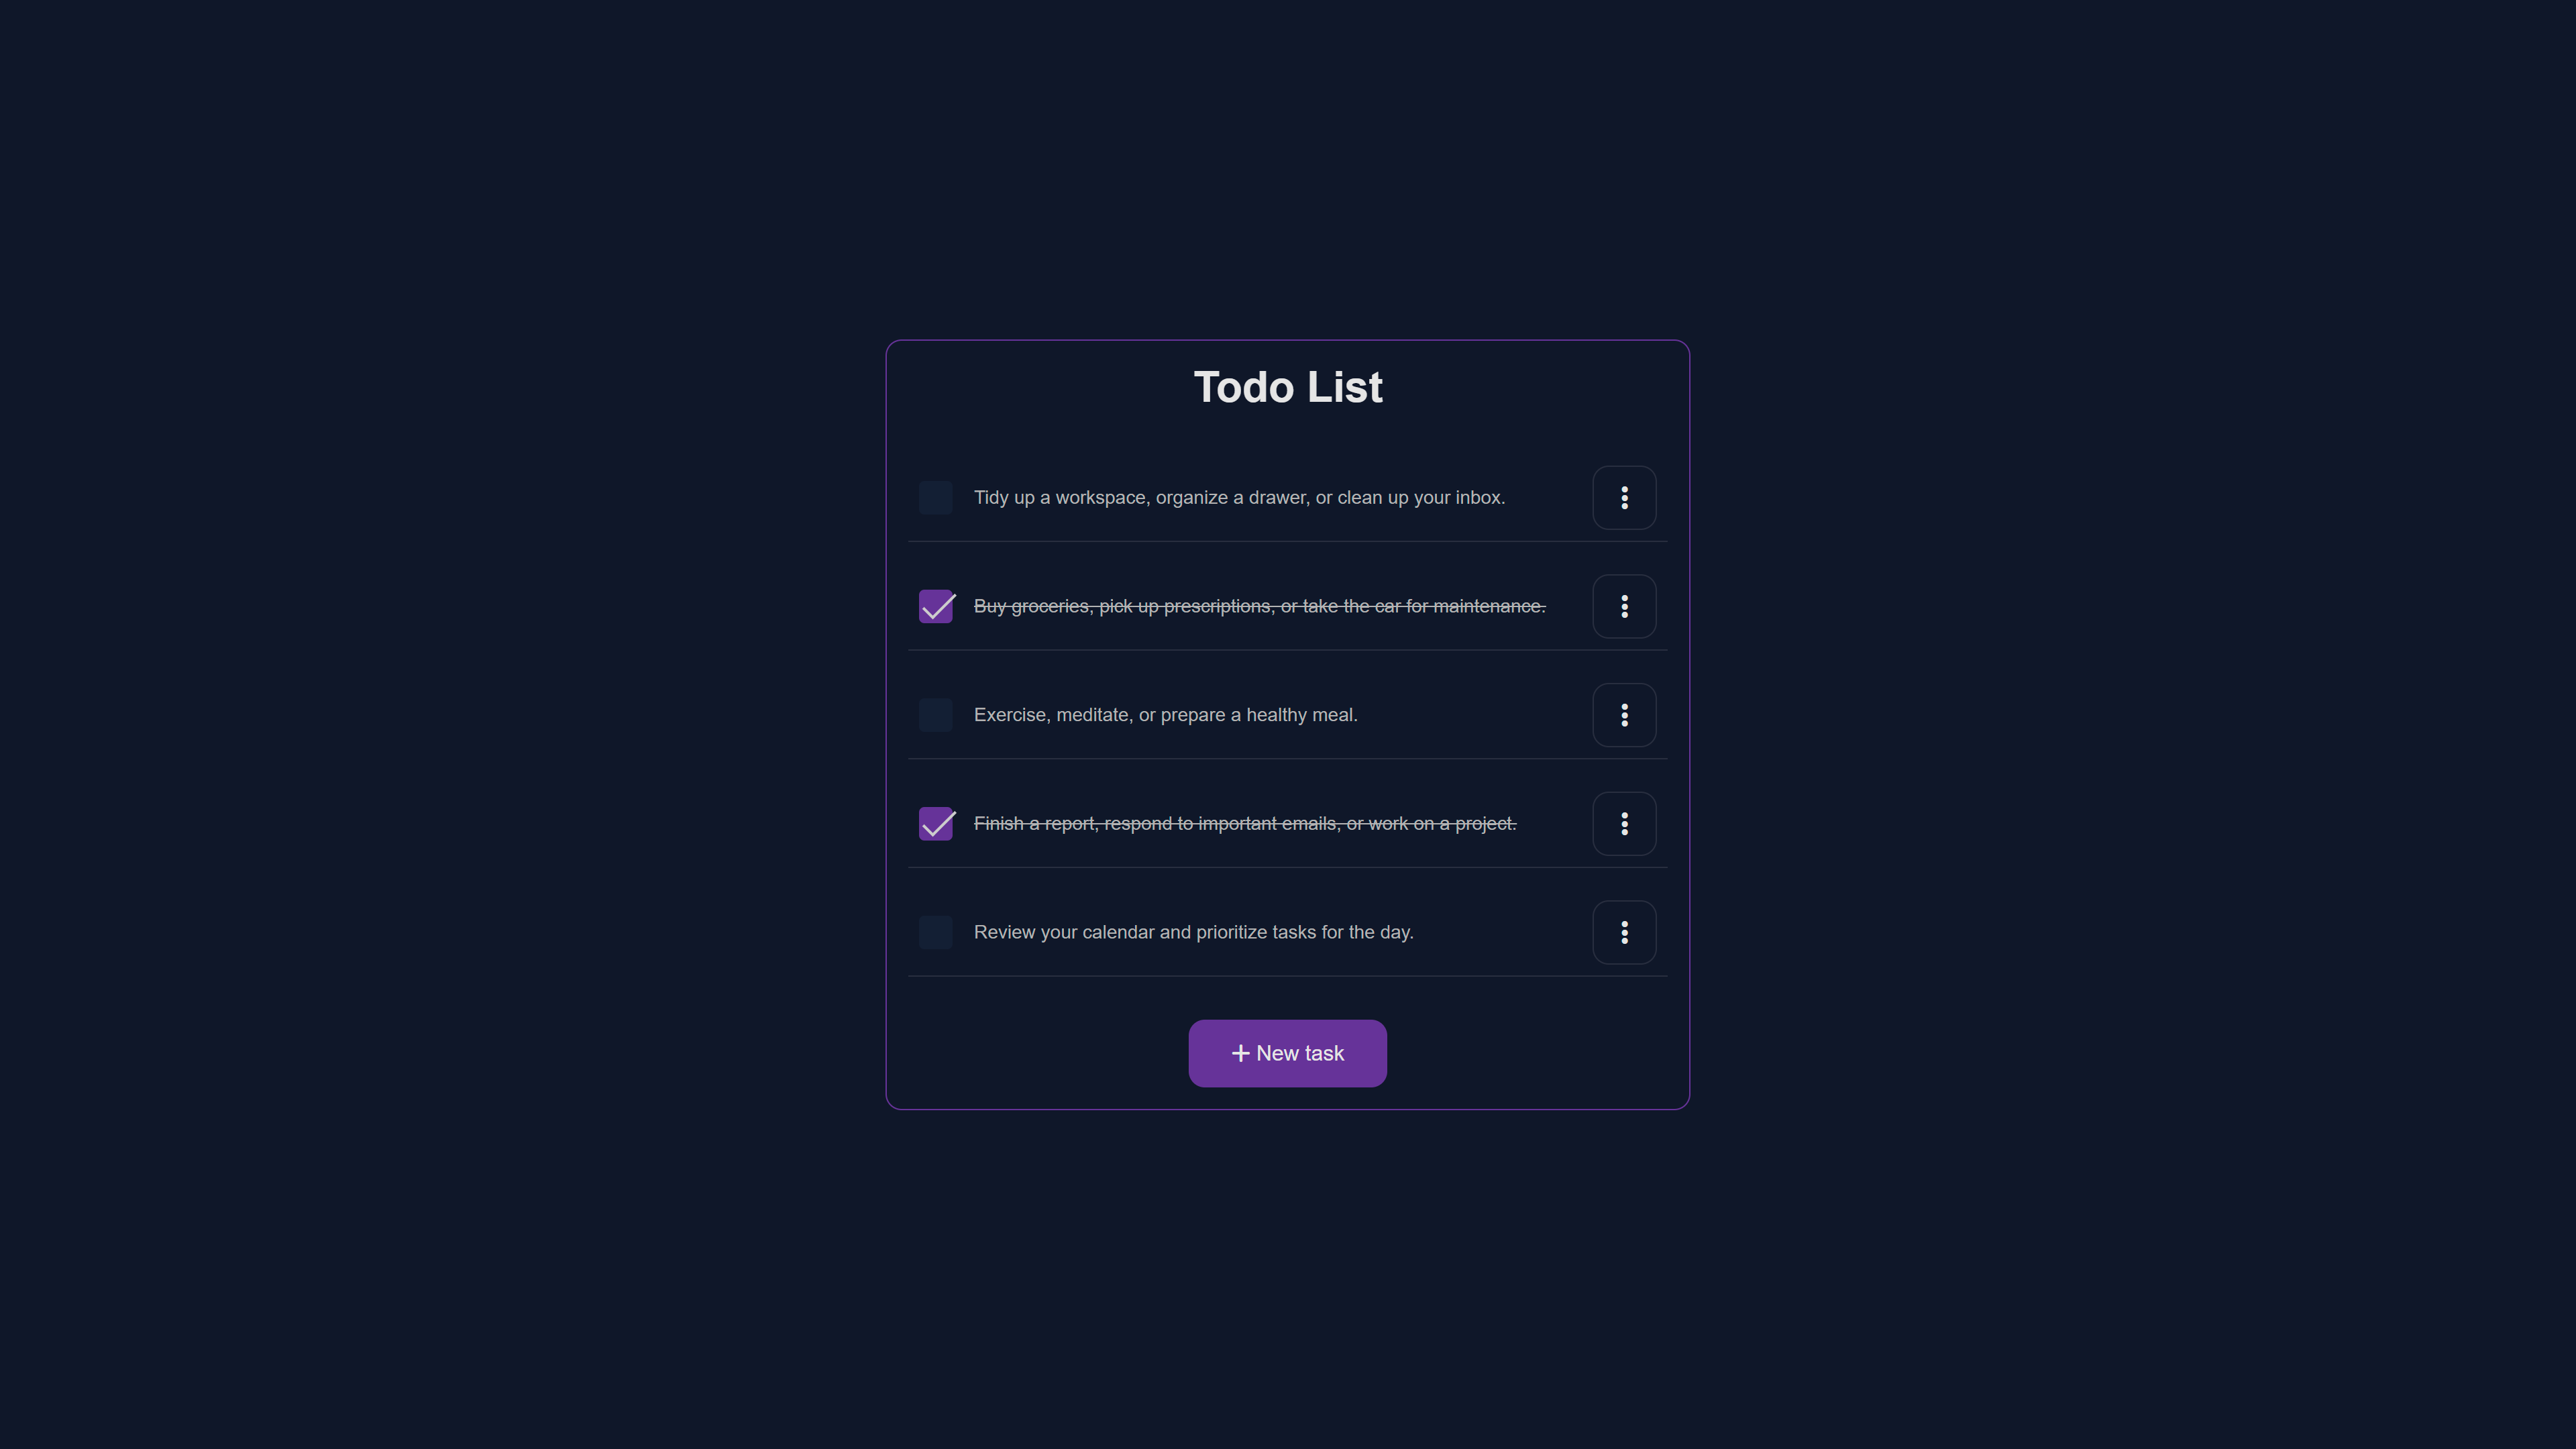 Todo List
Tidy up a workspace, organize a drawer, or clean up your inbox.
Buy groceries, pick up prescriptions, or take the car for maintenance.
Exercise, meditate, or prepare a healthy meal.
Finish a report, respond to important emails, or work on a project.
Review your calendar and prioritize tasks for the day.
+ New task